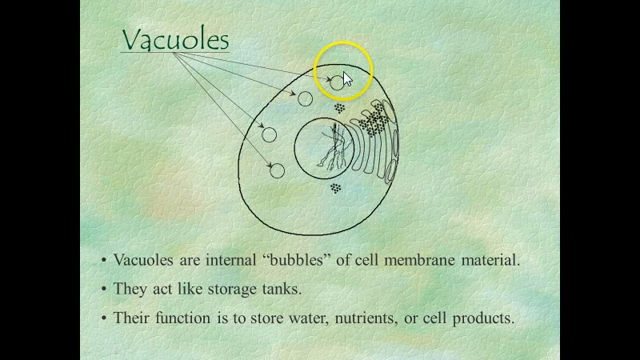 Vacuoles
• Vacuoles are internal “bubbles” of cell membrane material.
• They act like storage tanks.
• Their function is to store water, nutrients, or cell products.